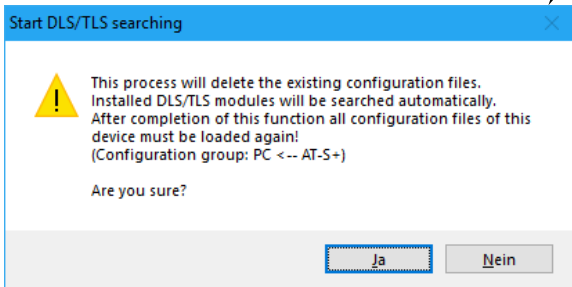 Start DLS/TLS searching
This process will delete the existing configuration files.
Installed DLS/TLS modules will be searched automatically.
After completion of this function all configuration files of this
device must be loaded again!
(Configuration group: PC <-- AT-S+)
Are you sure?
Ja
Nein